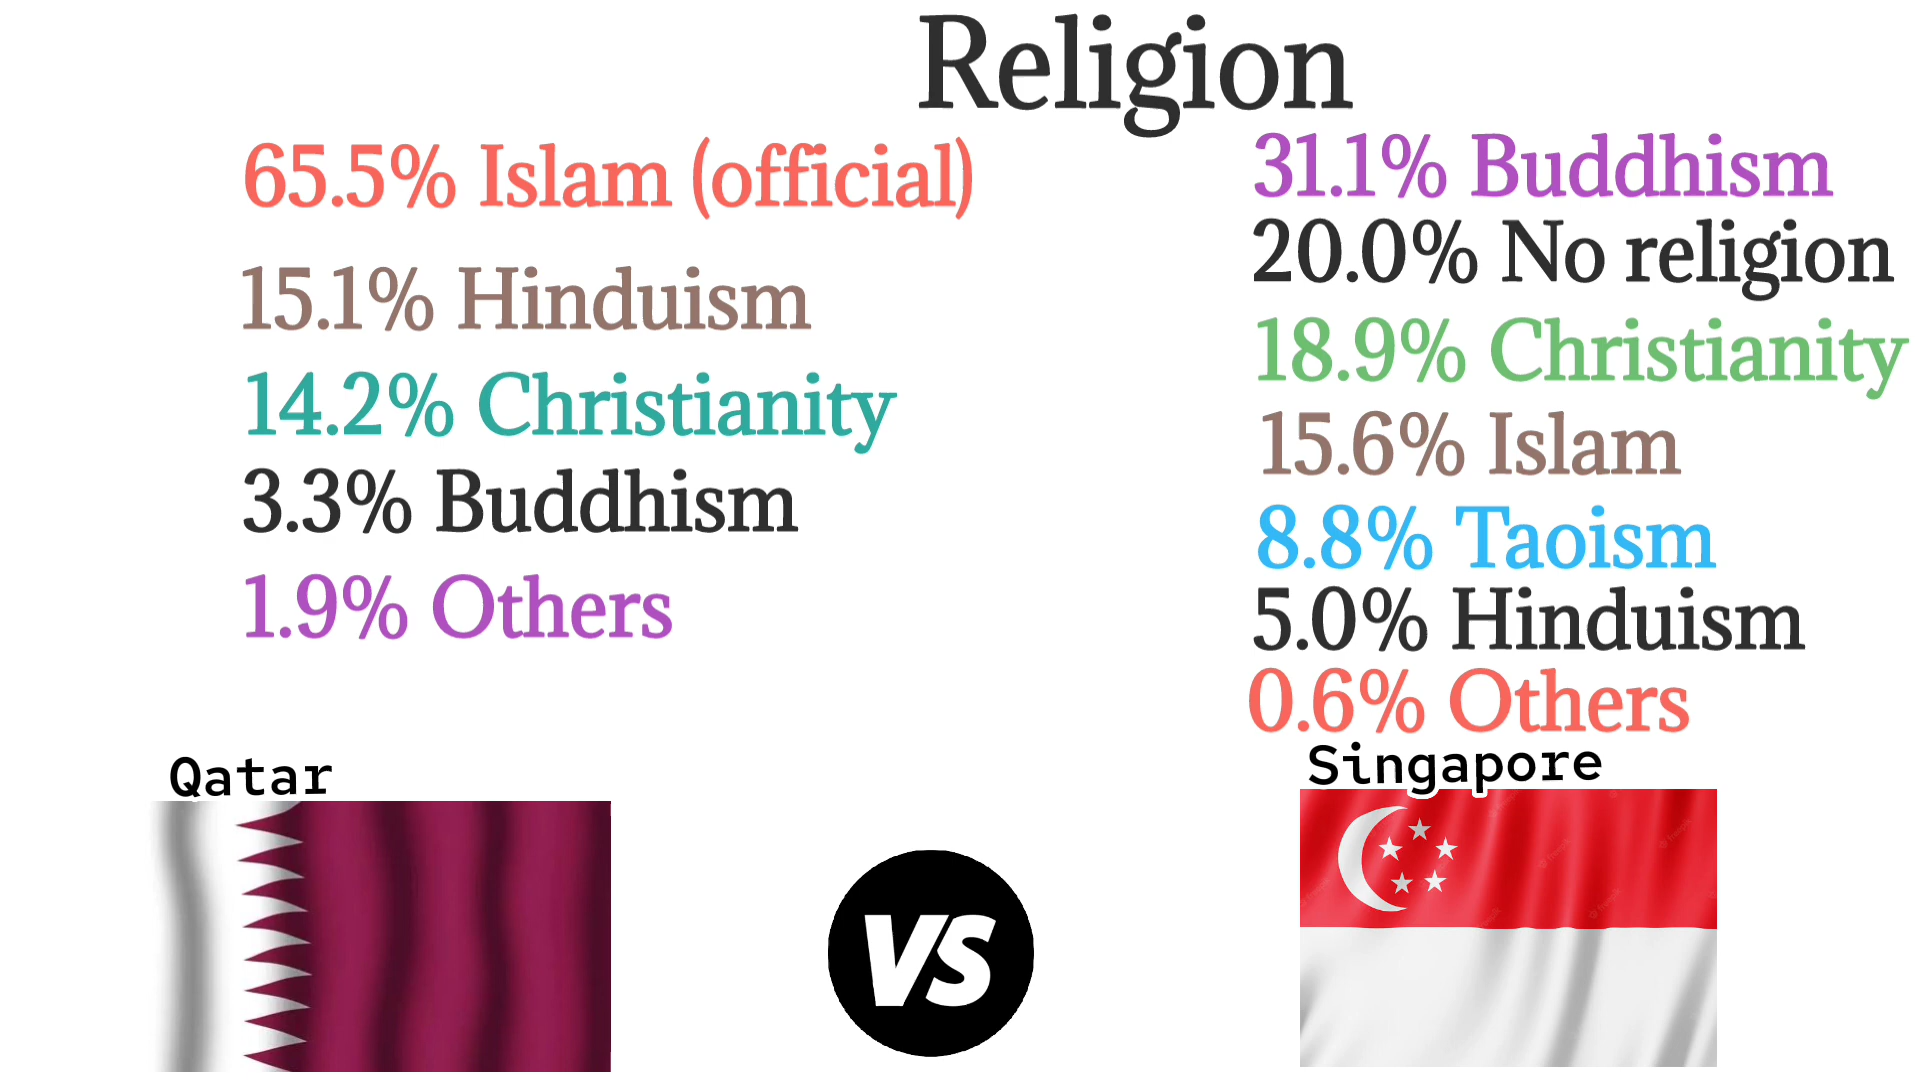 Religion
65.5% Islam (official)
15.1% Hinduism
14.2% Christianity
3.3% Buddhism
1.9% Others
31.1% Buddhism
20.0% No religion
18.9% Christianity
15.6% Islam
8.8% Taoism
5.0% Hinduism
0.6% Others
Qatar
VS
Singapore